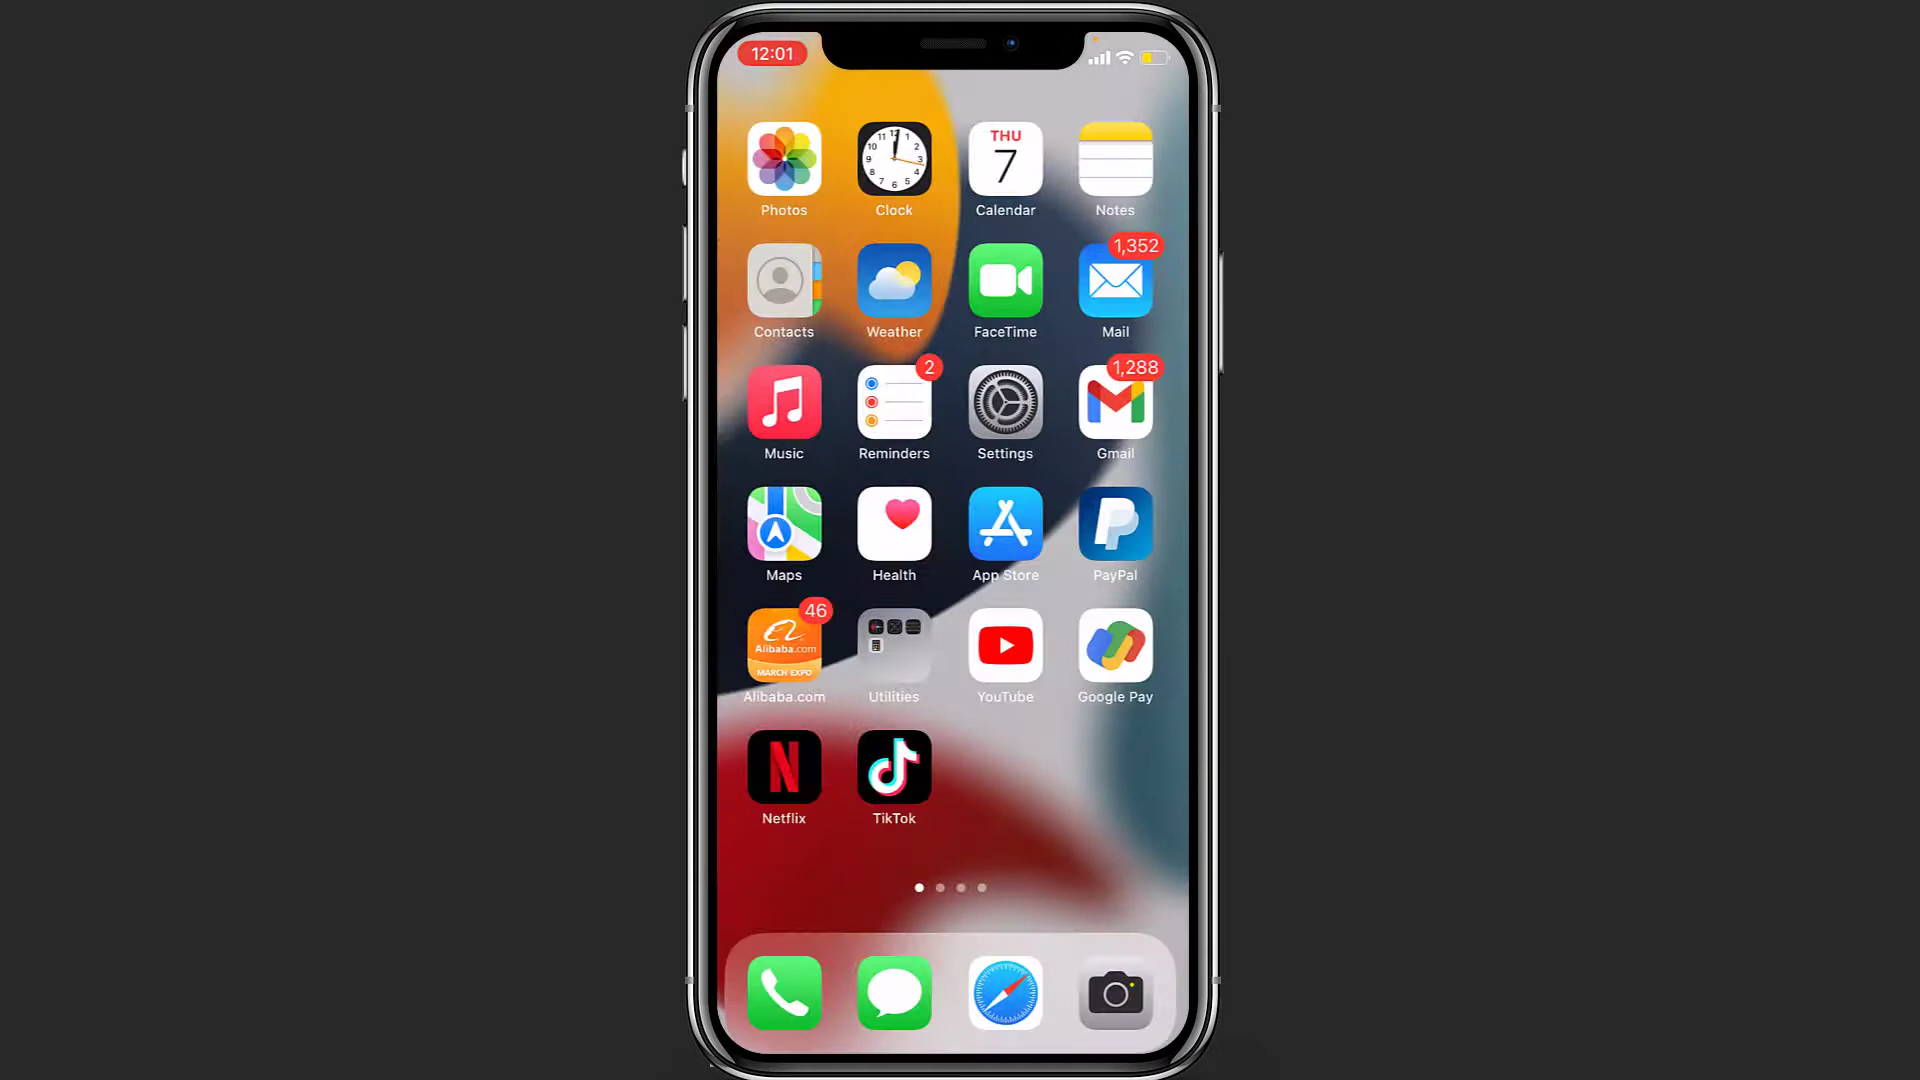 12:01
THU
7
Photos Clock Calendar Notes
1,352
Contacts Weather FaceTime Mail
2 1,288
Music Reminders Settings Gmail
Maps Health App Store PayPal
46
Alibaba.com
MARCH EXPO
Alibaba.com Utilities YouTube Google Pay
Netflix TikTok